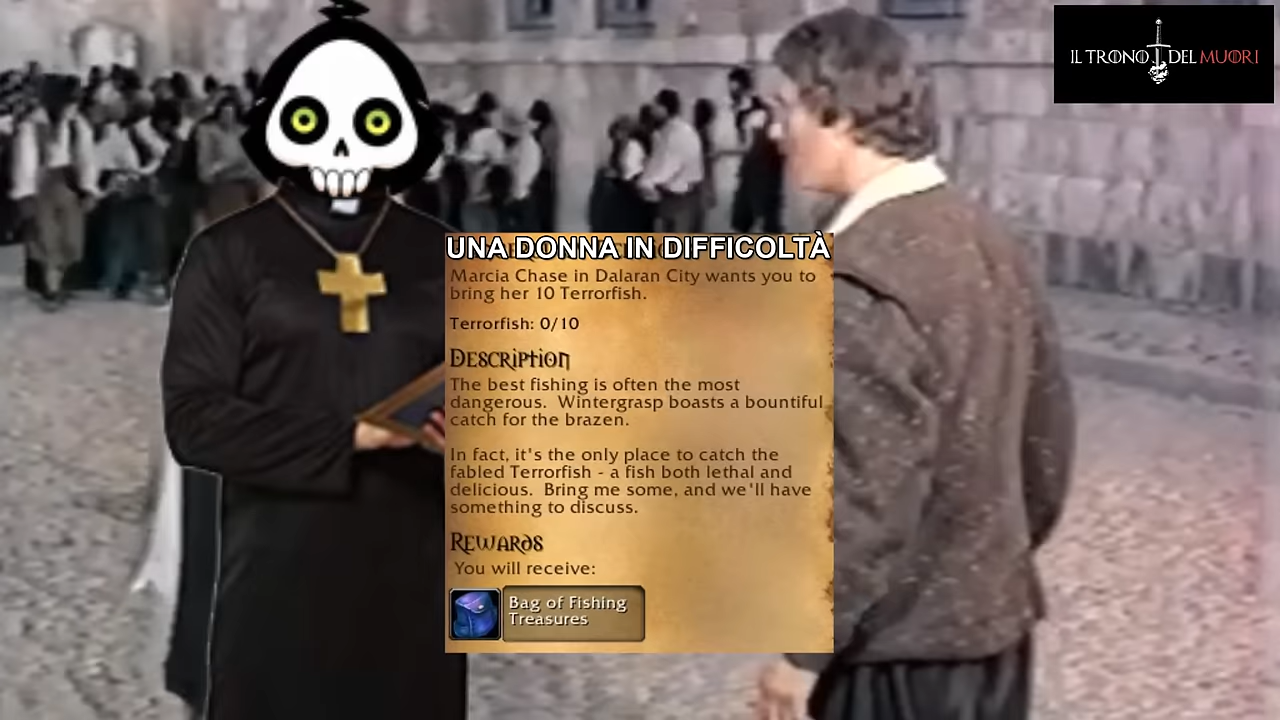 IL TRONO DEL MUORI
UNA DONNA IN DIFFICOLTÀ
Marcia Chase in Dalaran City wants you to
bring her 10 Terrorfish.
Terrorfish: 0/10
Description
The best fishing is often the most
dangerous.  Wintergrasp boasts a bountiful
catch for the brazen.
In fact, it's the only place to catch the
fabled Terrorfish - a fish both lethal and
delicious.  Bring me some, and we'll have
something to discuss.
Rewards
You will receive:
Bag of Fishing
Treasures